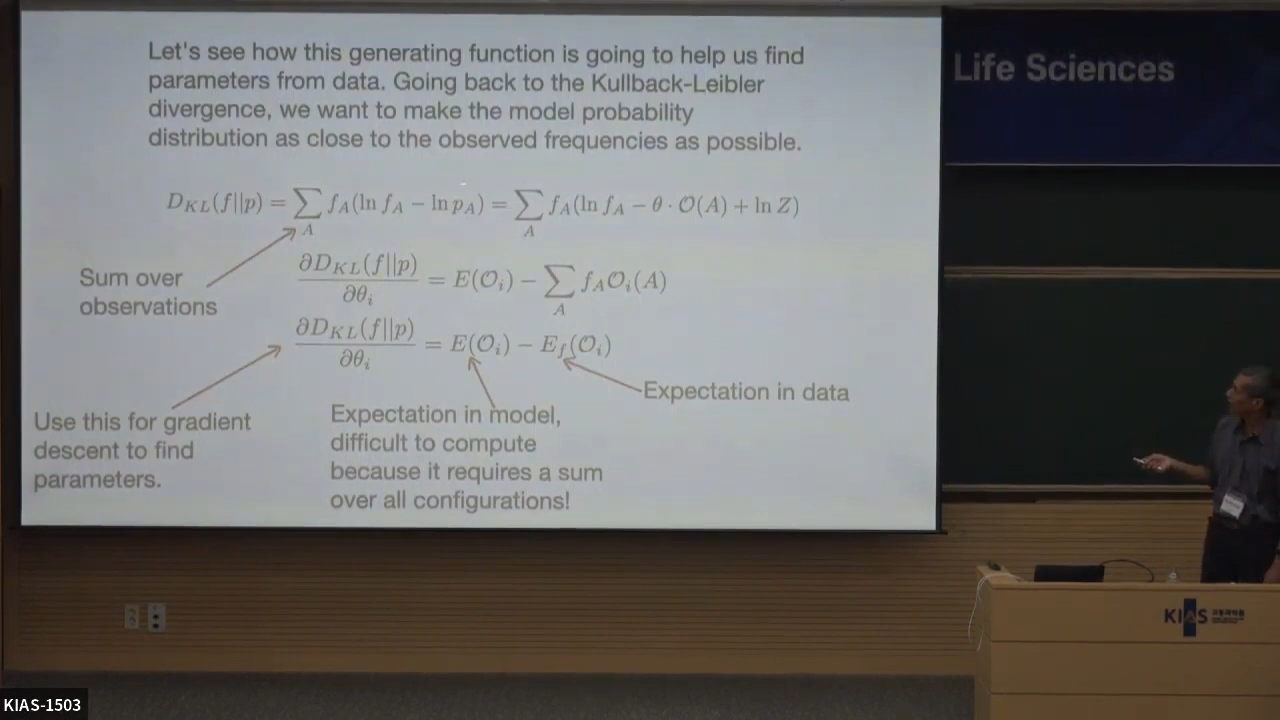 Let's see how this generating function is going to help us find
parameters from data. Going back to the Kullback-Leibler
divergence, we want to make the model probability
distribution as close to the observed frequencies as possible.
D_{KL}(f||p) = \sum_A f_A(\ln f_A - \ln p_A) = \sum_A f_A(\ln f_A - \theta \cdot \mathcal{O}(A) + \ln Z)
Sum over
observations
\frac{\partial D_{KL}(f||p)}{\partial \theta_i} = E(\mathcal{O}_i) - \sum_A f_A \mathcal{O}_i(A)
\frac{\partial D_{KL}(f||p)}{\partial \theta_i} = E(\mathcal{O}_i) - E_f(\mathcal{O}_i)
Expectation in data
Use this for gradient
descent to find
parameters.
Expectation in model,
difficult to compute
because it requires a sum
over all configurations!
Life Sciences
KIAS
KIAS-1503